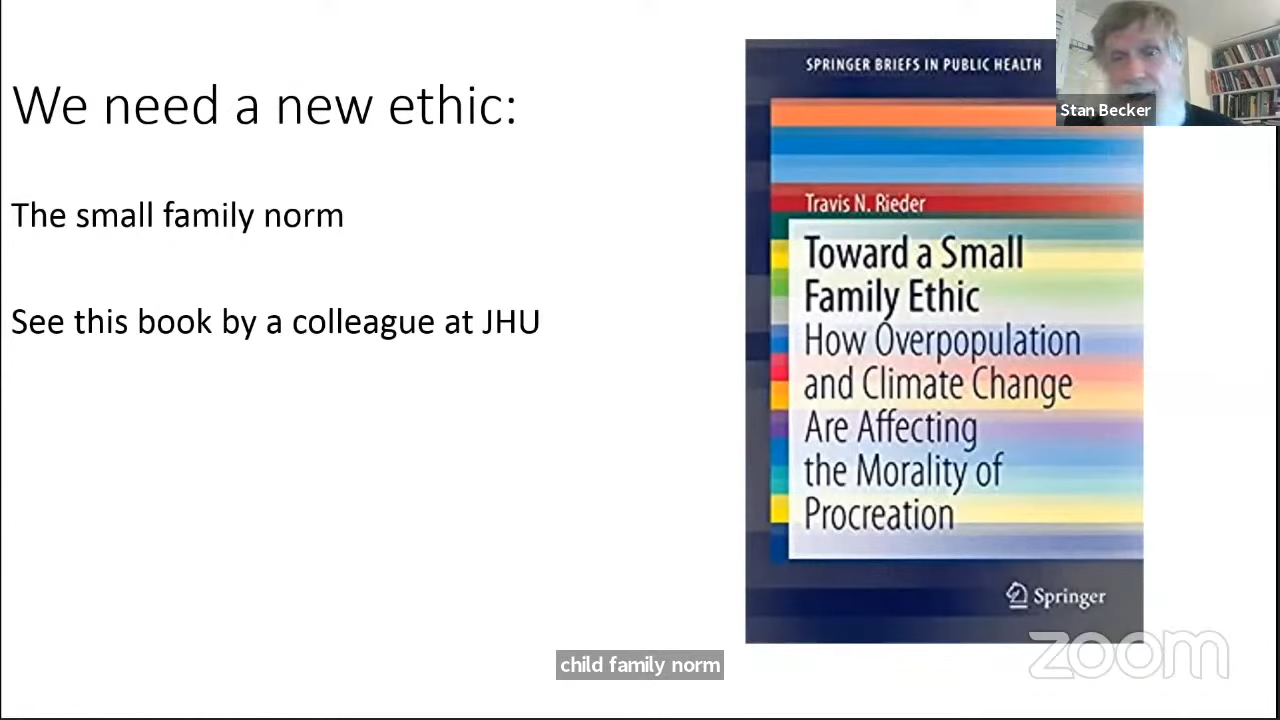 We need a new ethic:
The small family norm
See this book by a colleague at JHU
SPRINGER BRIEFS IN PUBLIC HEALTH
Travis N. Rieder
Toward a Small
Family Ethic
How Overpopulation
and Climate Change
Are Affecting
the Morality of
Procreation
Springer
Stan Becker
child family norm
zoom